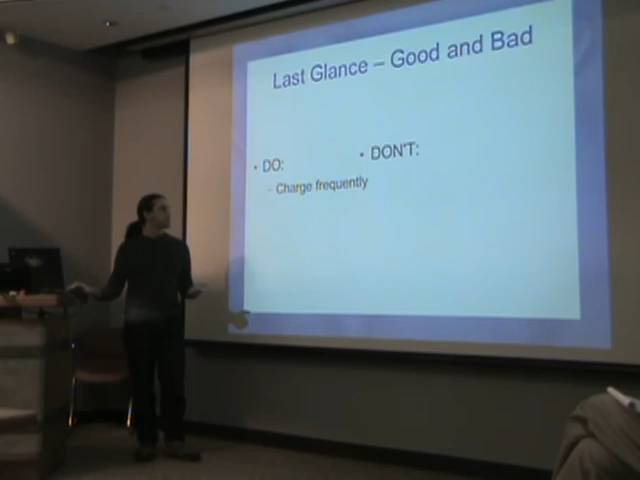 Last Glance – Good and Bad
• DO:
- Charge frequently
• DON'T: